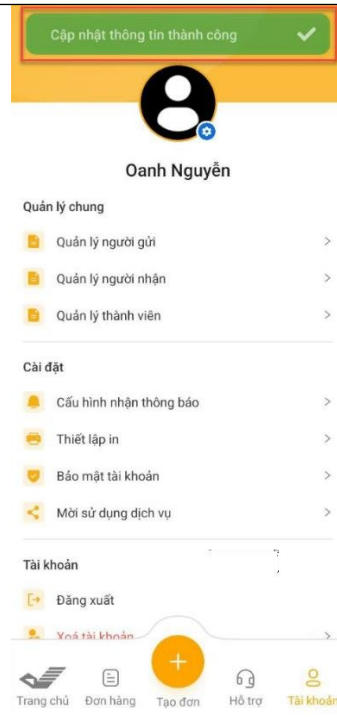 Cập nhật thông tin thành công
Oanh Nguyễn
Quản lý chung
Quản lý người gửi
Quản lý người nhận
Quản lý thành viên
Cài đặt
Cấu hình nhận thông báo
Thiết lập in
Bảo mật tài khoản
Mời sử dụng dịch vụ
Tài khoản
Đăng xuất
Xoá tài khoản
Trang chủ
Đơn hàng
Tạo đơn
Hỗ trợ
Tài khoản